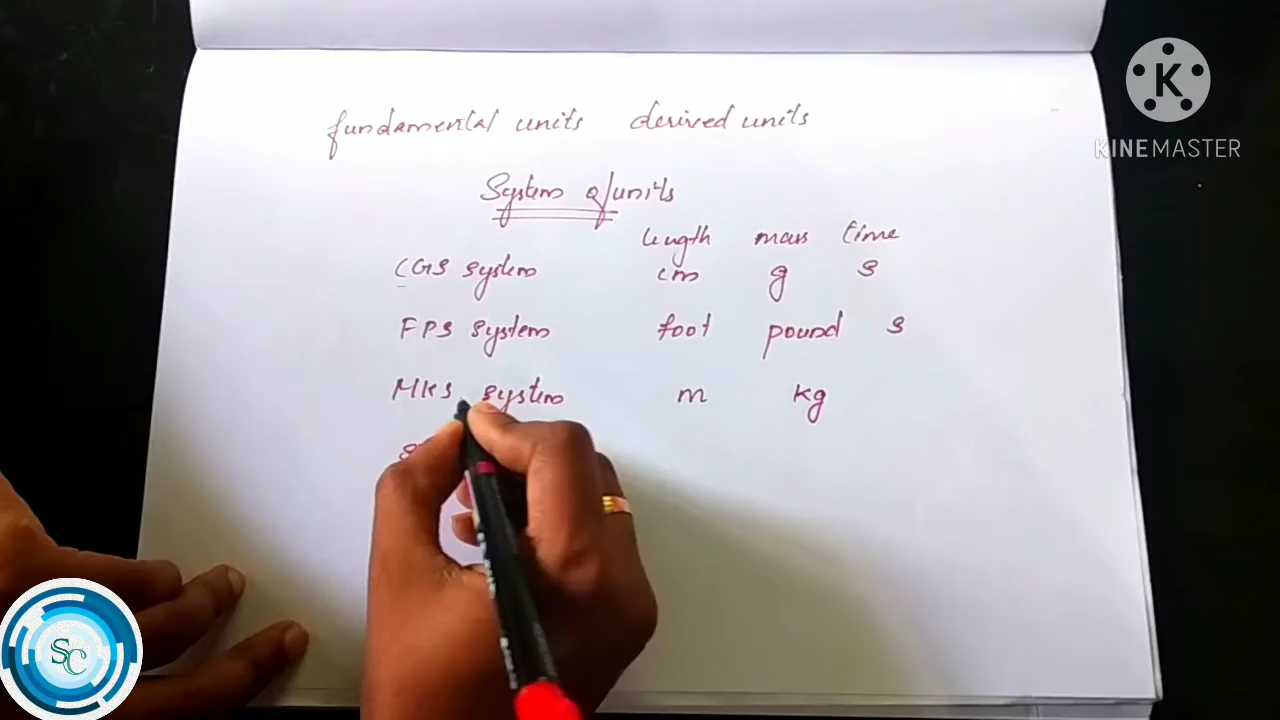 fundamental units derived units
System of units
length mass time
CGS system cm g s
FPS system foot pound s
MKS system m kg
S
KINEMASTER
K
SC